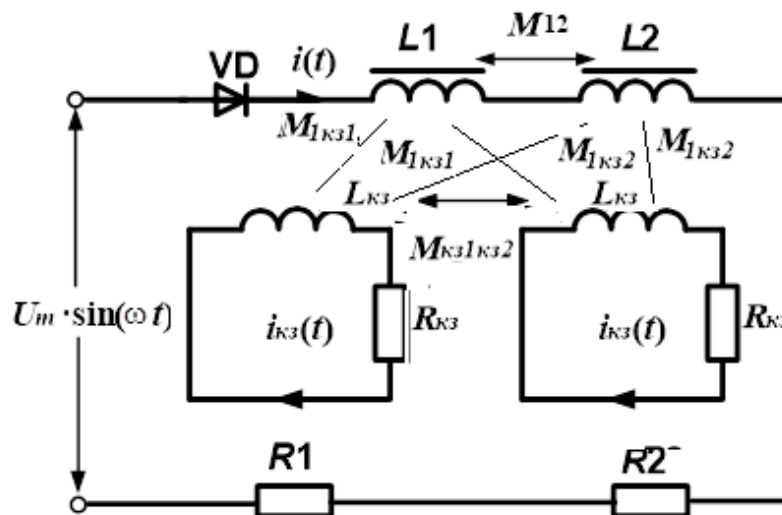 M12
L1
L2
VD
i(t)
M1кз1
M1кз1
M1кз2
M1кз2
Lкз
Lкз
Mкз1кз2
Um ·sin(ωt)
iкз(t)
Rкз
iкз(t)
Rкз
R1
R2